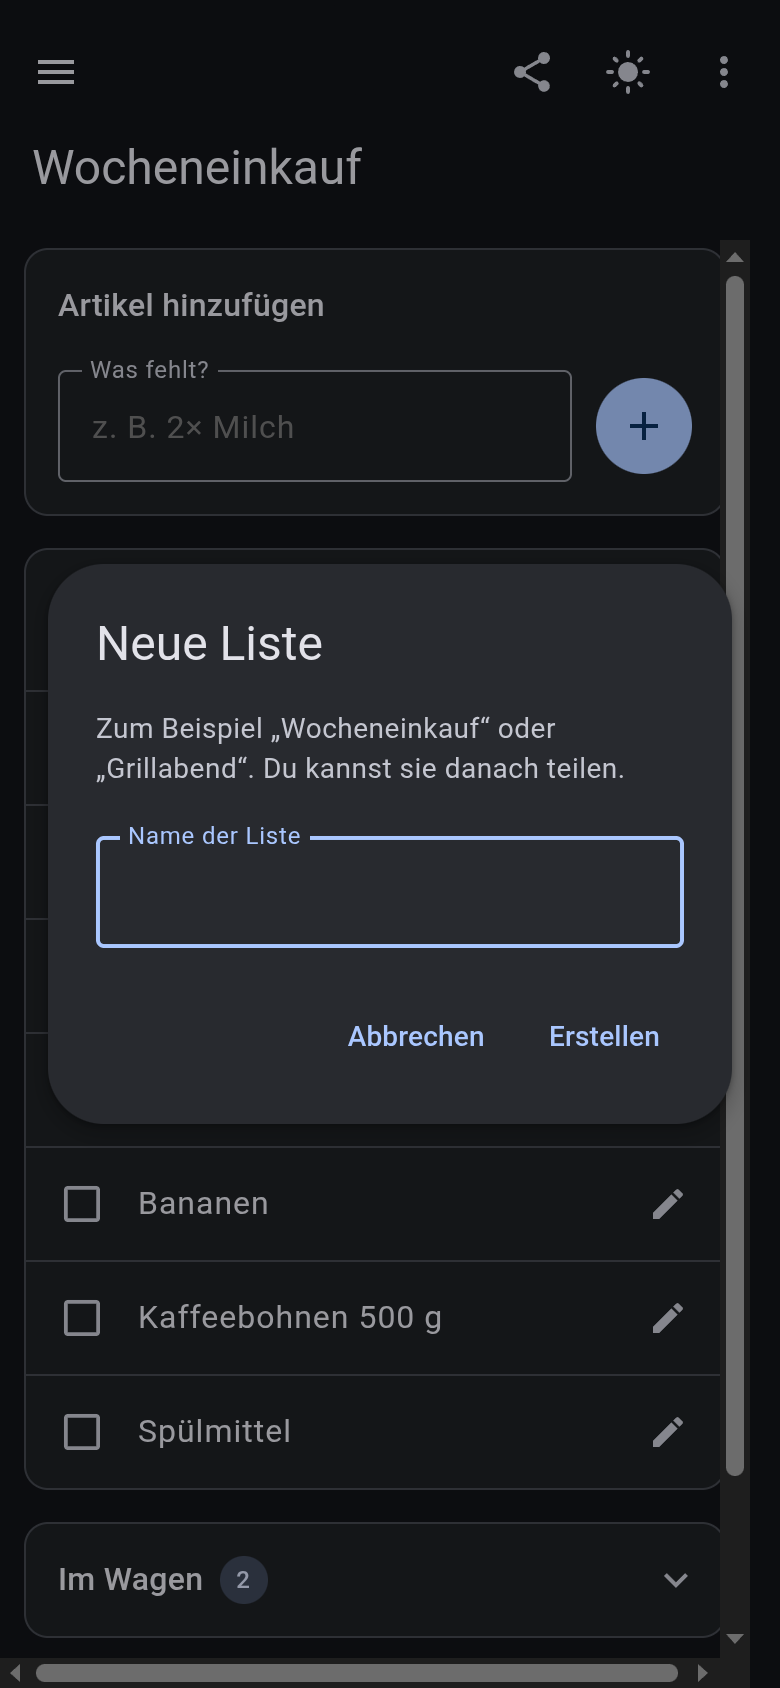 Wocheneinkauf
Artikel hinzufügen
Was fehlt?
z. B. 2× Milch
Neue Liste
Zum Beispiel „Wocheneinkauf“ oder
„Grillabend“. Du kannst sie danach teilen.
Name der Liste
Abbrechen Erstellen
Bananen
Kaffeebohnen 500 g
Spülmittel
Im Wagen 2